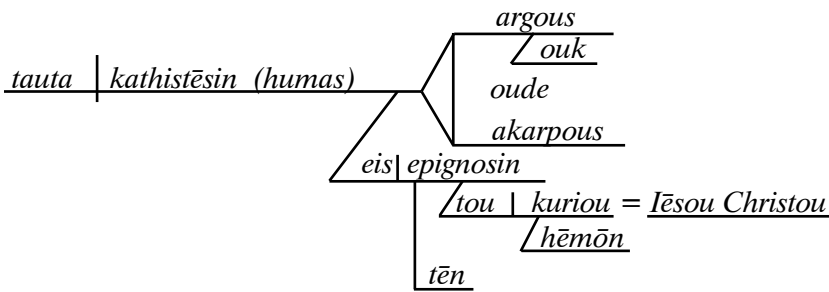 argous
ouk
tauta kathistēsin (humas)
oude
akarpous
eis epignosin
tou kuriou = Iēsou Christou
hēmōn
tēn